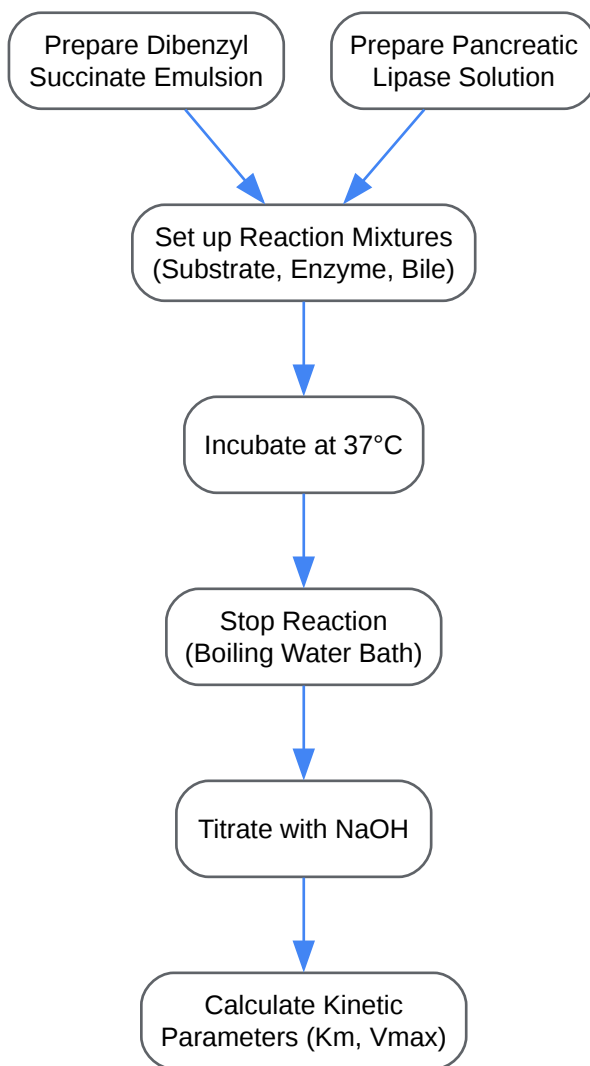 Prepare Dibenzyl
Succinate Emulsion
Prepare Pancreatic
Lipase Solution
Set up Reaction Mixtures
(Substrate, Enzyme, Bile)
Incubate at 37°C
Stop Reaction
(Boiling Water Bath)
Titrate with NaOH
Calculate Kinetic
Parameters (Km, Vmax)